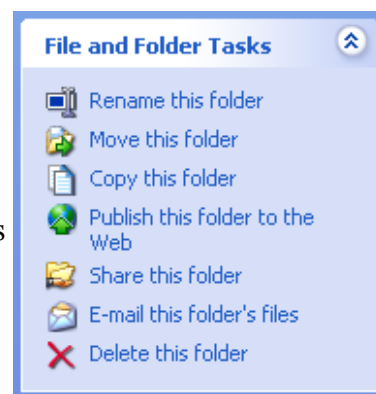 File and Folder Tasks
Rename this folder
Move this folder
Copy this folder
s
Publish this folder to the
Web
Share this folder
E-mail this folder's files
Delete this folder